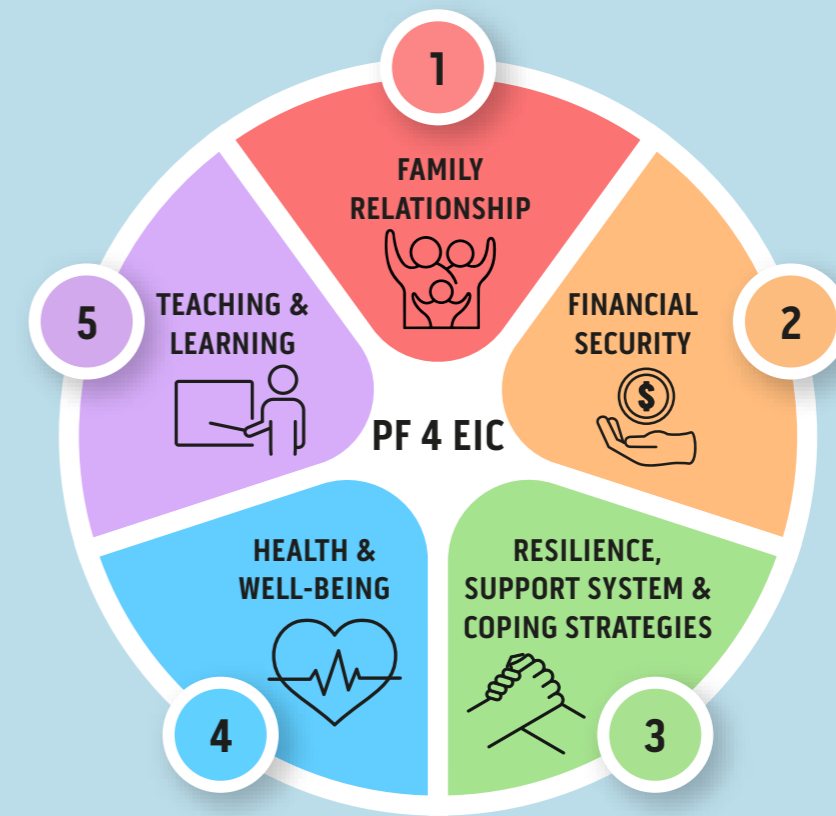 1
FAMILY
RELATIONSHIP
2
FINANCIAL
SECURITY
$
3
RESILIENCE,
SUPPORT SYSTEM &
COPING STRATEGIES
4
HEALTH &
WELL-BEING
5
TEACHING &
LEARNING
PF 4 EIC